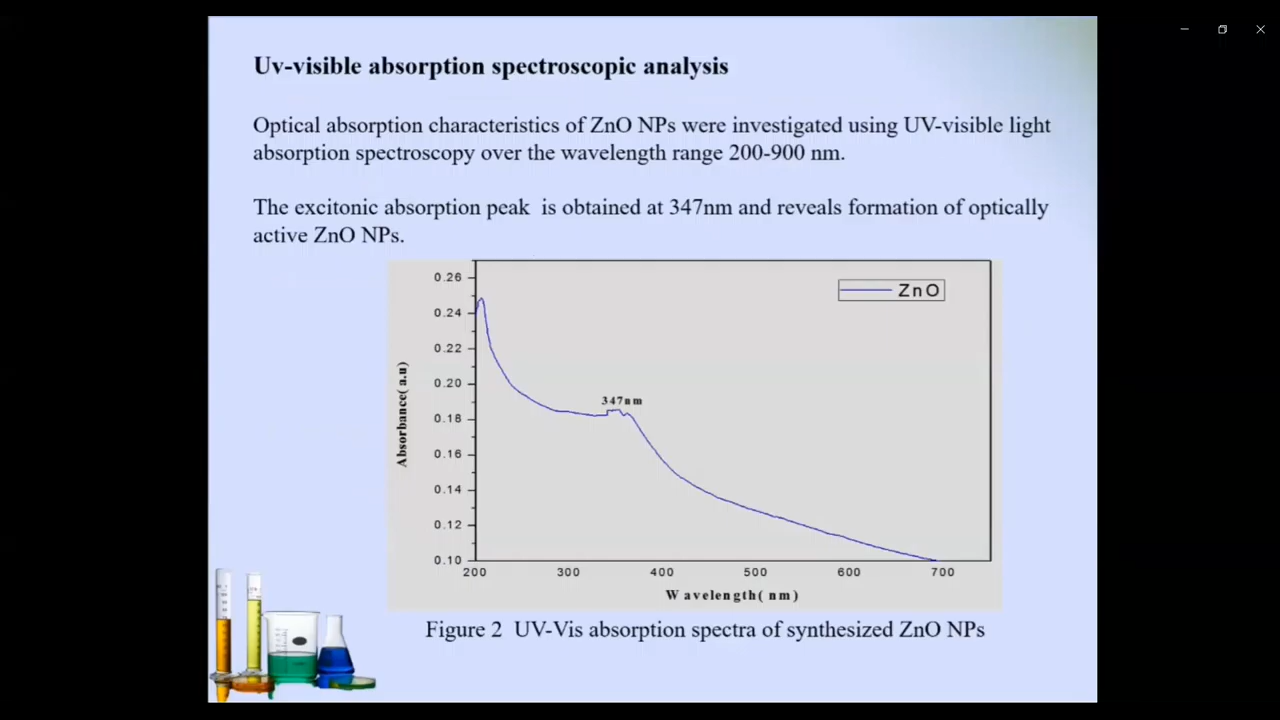 Uv-visible absorption spectroscopic analysis
Optical absorption characteristics of ZnO NPs were investigated using UV-visible light
absorption spectroscopy over the wavelength range 200-900 nm.
The excitonic absorption peak is obtained at 347nm and reveals formation of optically
active ZnO NPs.
0.26
0.24
0.22
0.20
0.18
0.16
0.14
0.12
0.10
Absorbance(a.u)
ZnO
347nm
200 300 400 500 600 700
Wavelength(nm)
Figure 2 UV-Vis absorption spectra of synthesized ZnO NPs